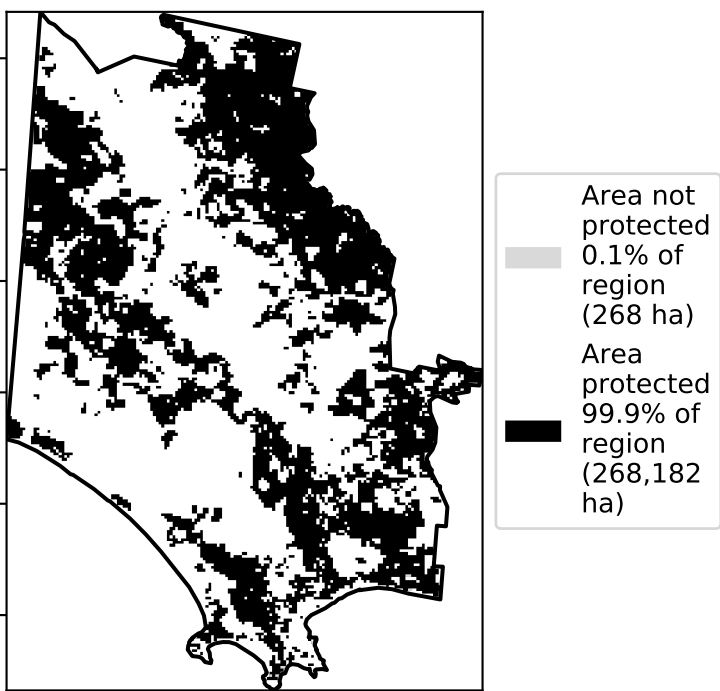 Area not
protected
0.1% of
region
(268 ha)
Area
protected
99.9% of
region
(268,182
ha)